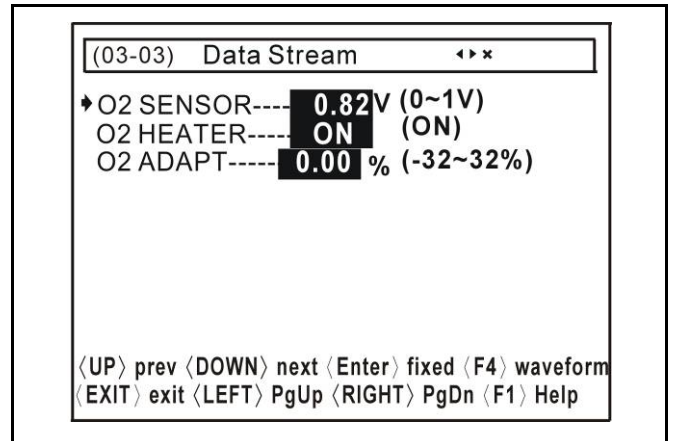 (03-03) Data Stream ◂ ▸ ×
➧O2 SENSOR---- 0.82V (0~1V)
O2 HEATER----- ON (ON)
O2 ADAPT------ 0.00 % (-32~32%)
〈UP〉 prev 〈DOWN〉 next 〈Enter〉 fixed 〈F4〉 waveform
〈EXIT〉 exit 〈LEFT〉 PgUp 〈RIGHT〉 PgDn 〈F1〉 Help